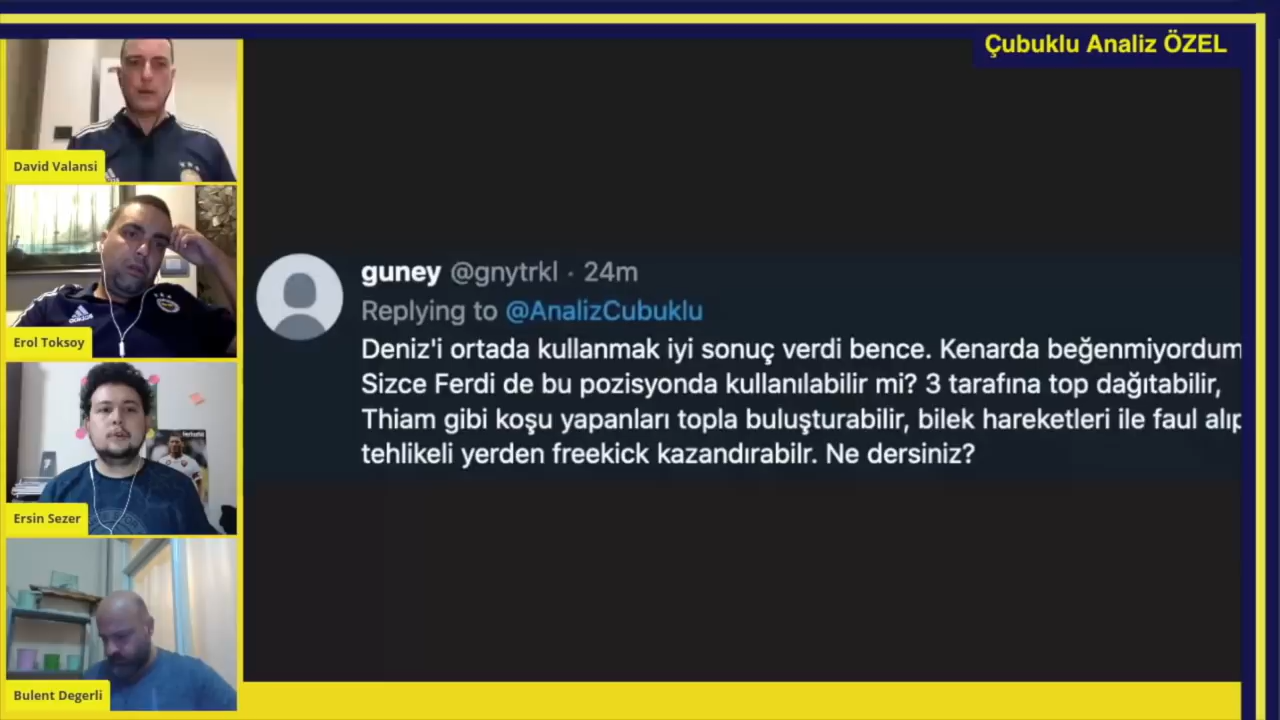 Çubuklu Analiz ÖZEL
David Valansi
Erol Toksoy
Ersin Sezer
Bulent Degerli
guney @gnytrkl · 24m
Replying to @AnalizCubuklu
Deniz'i ortada kullanmak iyi sonuç verdi bence. Kenarda beğenmiyordum
Sizce Ferdi de bu pozisyonda kullanılabilir mi? 3 tarafına top dağıtabilir,
Thiam gibi koşu yapanları topla buluşturabilir, bilek hareketleri ile faul alıp
tehlikeli yerden freekick kazandırabilr. Ne dersiniz?